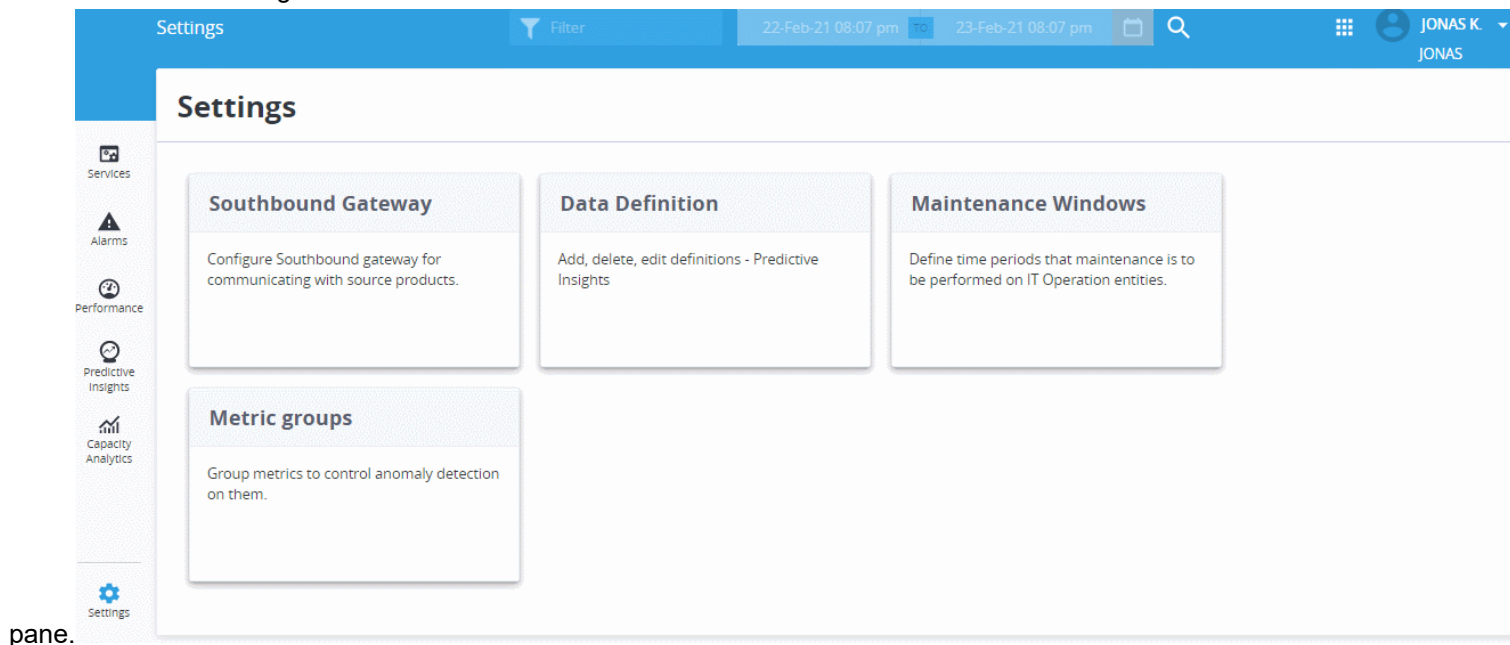 Settings
Filter
22-Feb-21 08:07 pm TO 23-Feb-21 08:07 pm
JONAS K.
JONAS
Settings
Services
Alarms
Performance
Predictive
Insights
Capacity
Analytics
Settings
Southbound Gateway
Configure Southbound gateway for
communicating with source products.
Data Definition
Add, delete, edit definitions - Predictive
Insights
Maintenance Windows
Define time periods that maintenance is to
be performed on IT Operation entities.
Metric groups
Group metrics to control anomaly detection
on them.
pane.